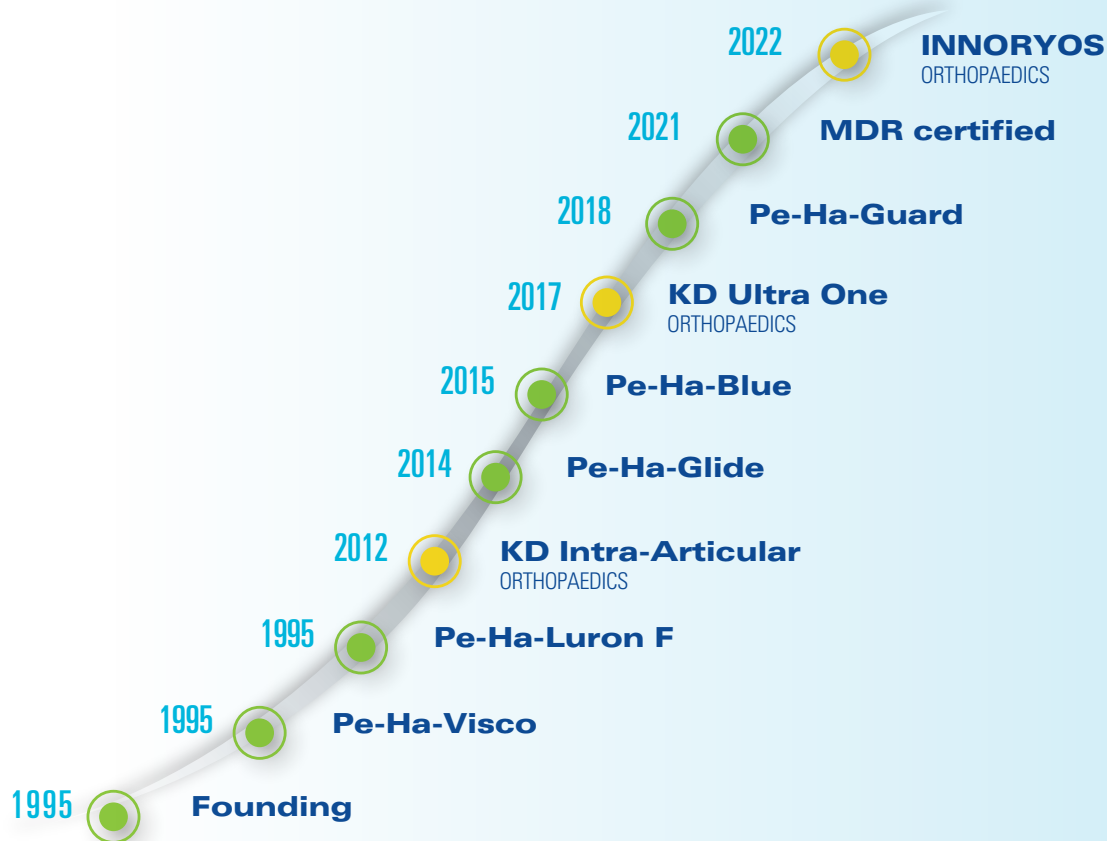 2022
INNORYOS
ORTHOPAEDICS
2021
MDR certified
2018
Pe-Ha-Guard
2017
KD Ultra One
ORTHOPAEDICS
2015
Pe-Ha-Blue
2014
Pe-Ha-Glide
2012
KD Intra-Articular
ORTHOPAEDICS
1995
Pe-Ha-Luron F
1995
Pe-Ha-Visco
1995
Founding